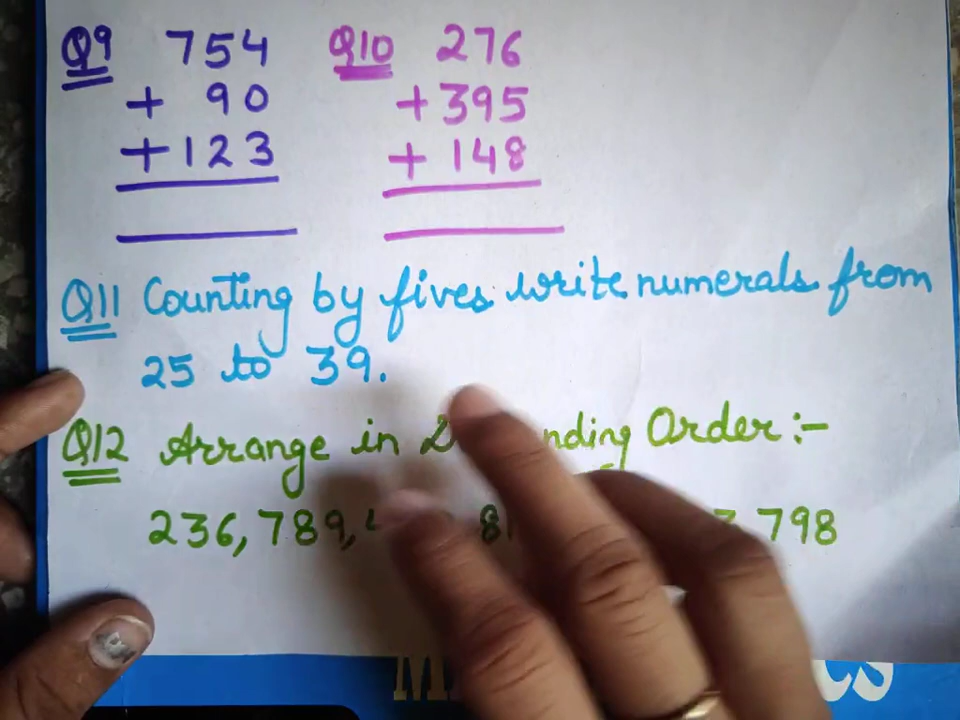 Q9 754 Q10 276
+ 90 +395
+123 + 148
Q11 Counting by fives write numerals from
25 to 39.
Q12 Arrange in Order:-
236, 789, 798